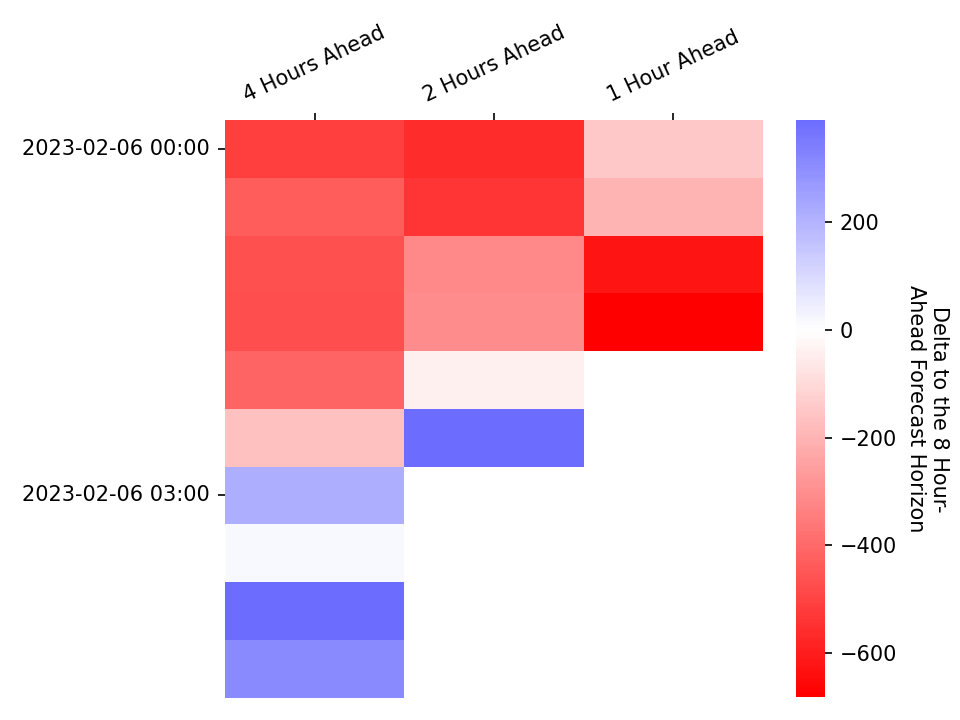 4 Hours Ahead
2 Hours Ahead
1 Hour Ahead
2023-02-06 00:00
2023-02-06 03:00
200
0
−200
−400
−600
Delta to the 8 Hour-
Ahead Forecast Horizon